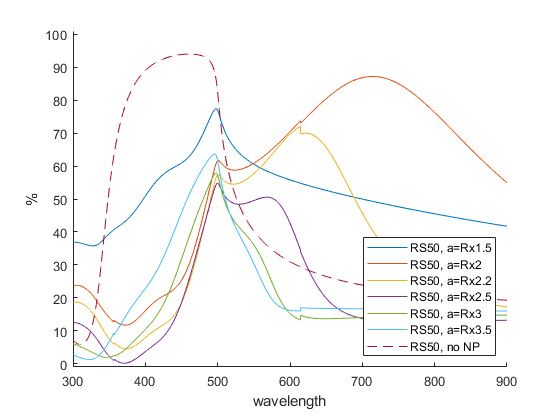 100
90
80
70
60
50
40
30
20
10
0
%
300
400
500
600
700
800
900
wavelength
RS50, a=Rx1.5
RS50, a=Rx2
RS50, a=Rx2.2
RS50, a=Rx2.5
RS50, a=Rx3
RS50, a=Rx3.5
RS50, no NP